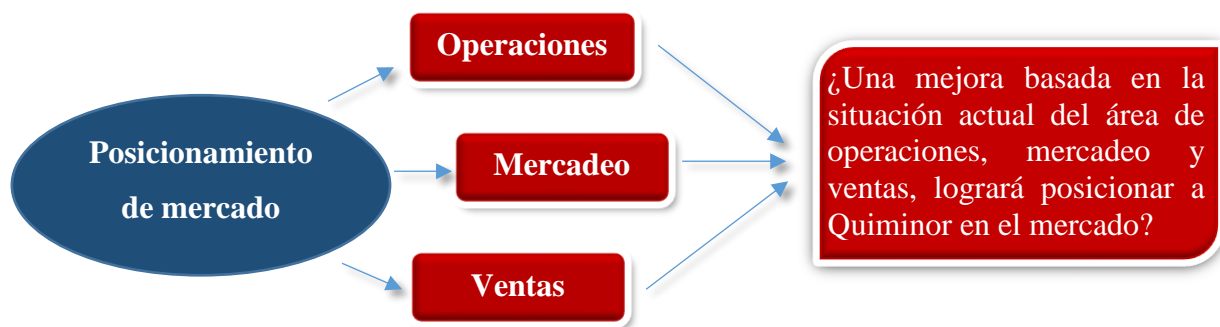 Posicionamiento
de mercado
Operaciones
Mercadeo
Ventas
¿Una mejora basada en la
situación actual del área de
operaciones, mercadeo y
ventas, logrará posicionar a
Quiminor en el mercado?